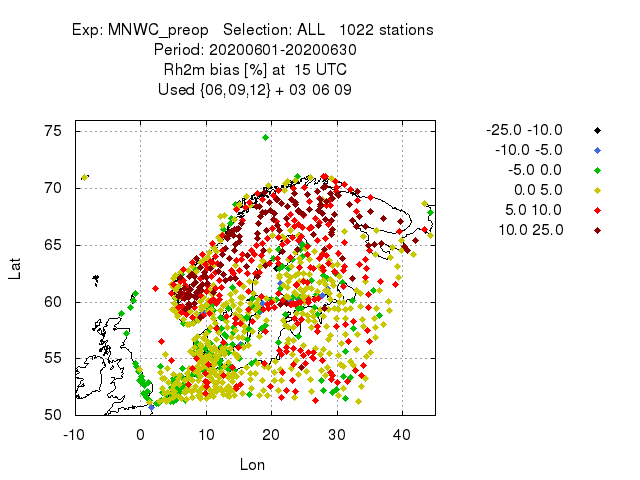 Exp: MNWC_preop   Selection: ALL   1022 stations
Period: 20200601-20200630
Rh2m bias [%] at  15 UTC
Used {06,09,12} + 03 06 09
-25.0 -10.0
-10.0 -5.0
-5.0 0.0
0.0 5.0
5.0 10.0
10.0 25.0
75
70
65
60
55
50
Lat
-10 0 10 20 30 40
Lon